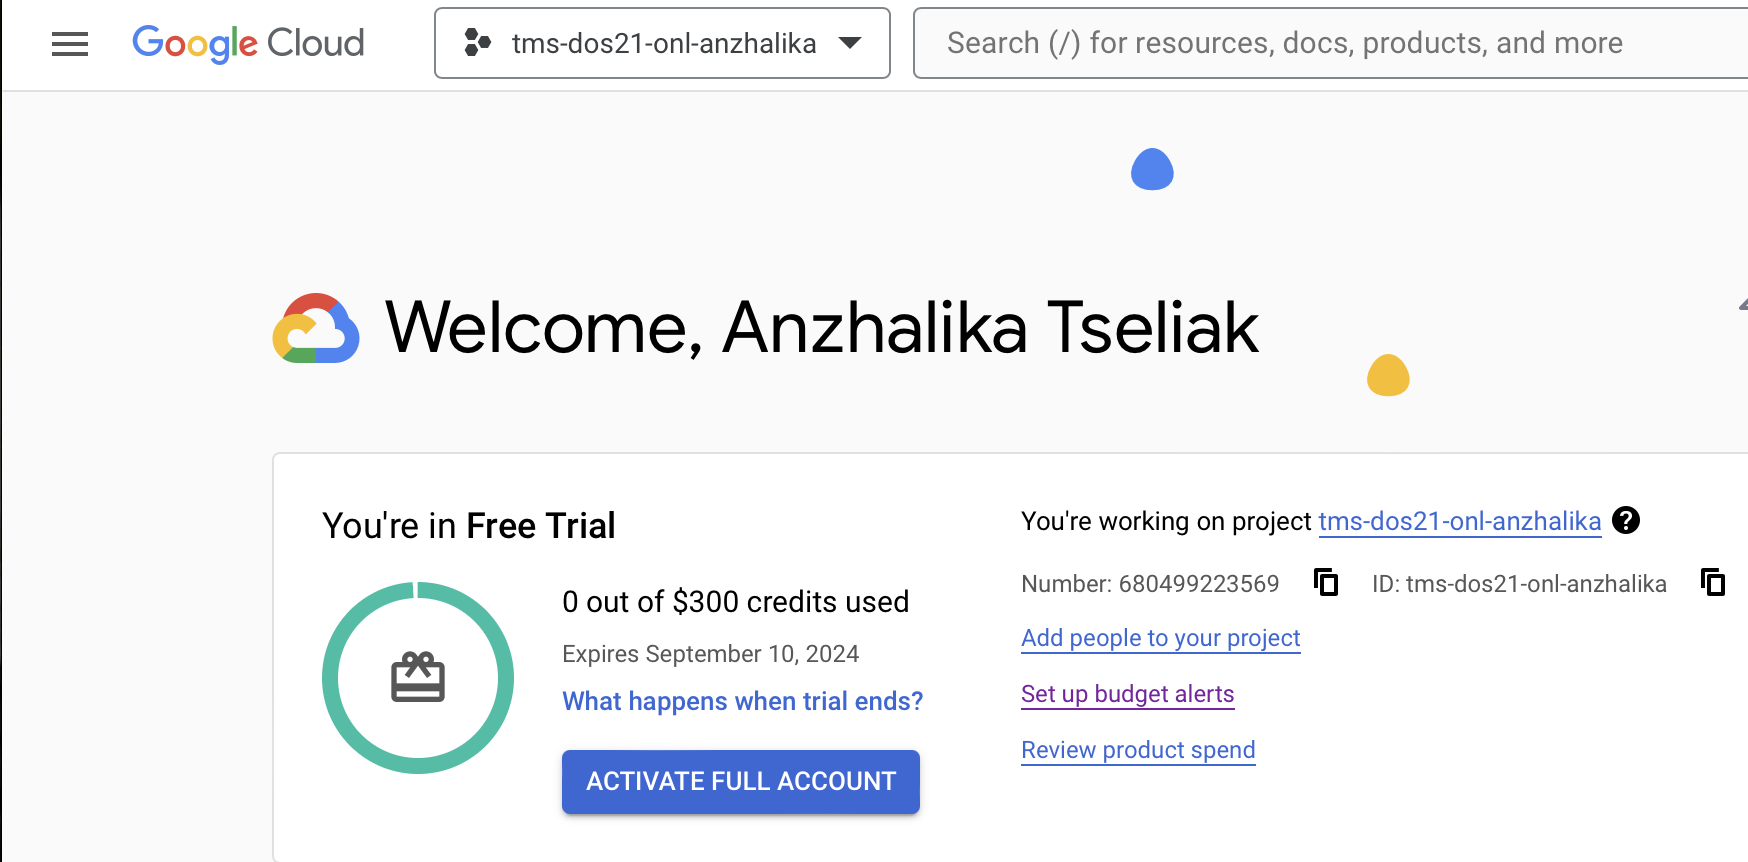 Google Cloud
tms-dos21-onl-anzhalika
Search (/) for resources, docs, products, and more
Welcome, Anzhalika Tseliak
You're in Free Trial
0 out of $300 credits used
Expires September 10, 2024
What happens when trial ends?
ACTIVATE FULL ACCOUNT
You're working on project tms-dos21-onl-anzhalika ?
Number: 680499223569 ID: tms-dos21-onl-anzhalika
Add people to your project
Set up budget alerts
Review product spend